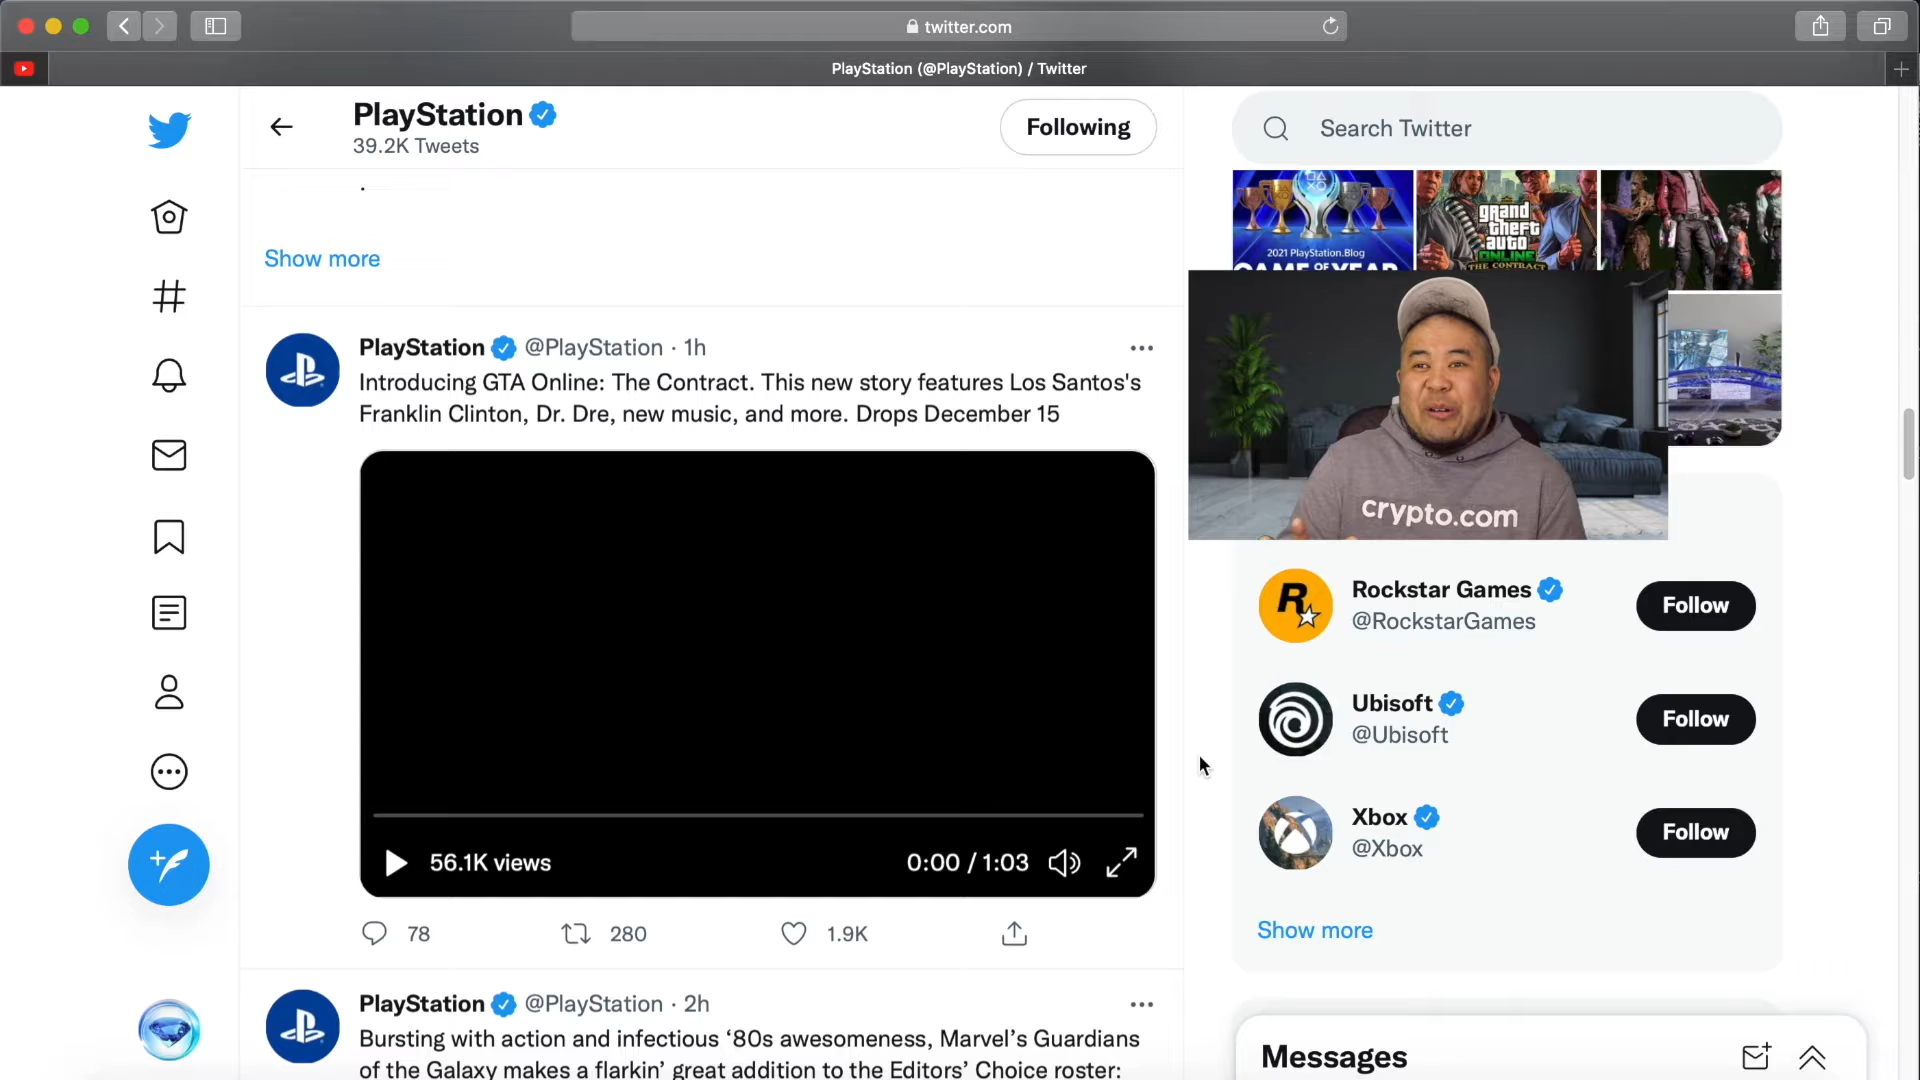 twitter.com
PlayStation (@PlayStation) / Twitter
PlayStation
39.2K Tweets
Following
Search Twitter
2021 PlayStation.Blog
GAME OF YEAR
grand
theft
auto
ONLINE
THE CONTRACT
Show more
PlayStation @PlayStation · 1h
Introducing GTA Online: The Contract. This new story features Los Santos's
Franklin Clinton, Dr. Dre, new music, and more. Drops December 15
crypto.com
56.1K views
0:00 / 1:03
78
280
1.9K
Rockstar Games
@RockstarGames
Follow
Ubisoft
@Ubisoft
Follow
Xbox
@Xbox
Follow
Show more
PlayStation @PlayStation · 2h
Bursting with action and infectious ‘80s awesomeness, Marvel’s Guardians
of the Galaxy makes a flarkin’ great addition to the Editors’ Choice roster:
Messages